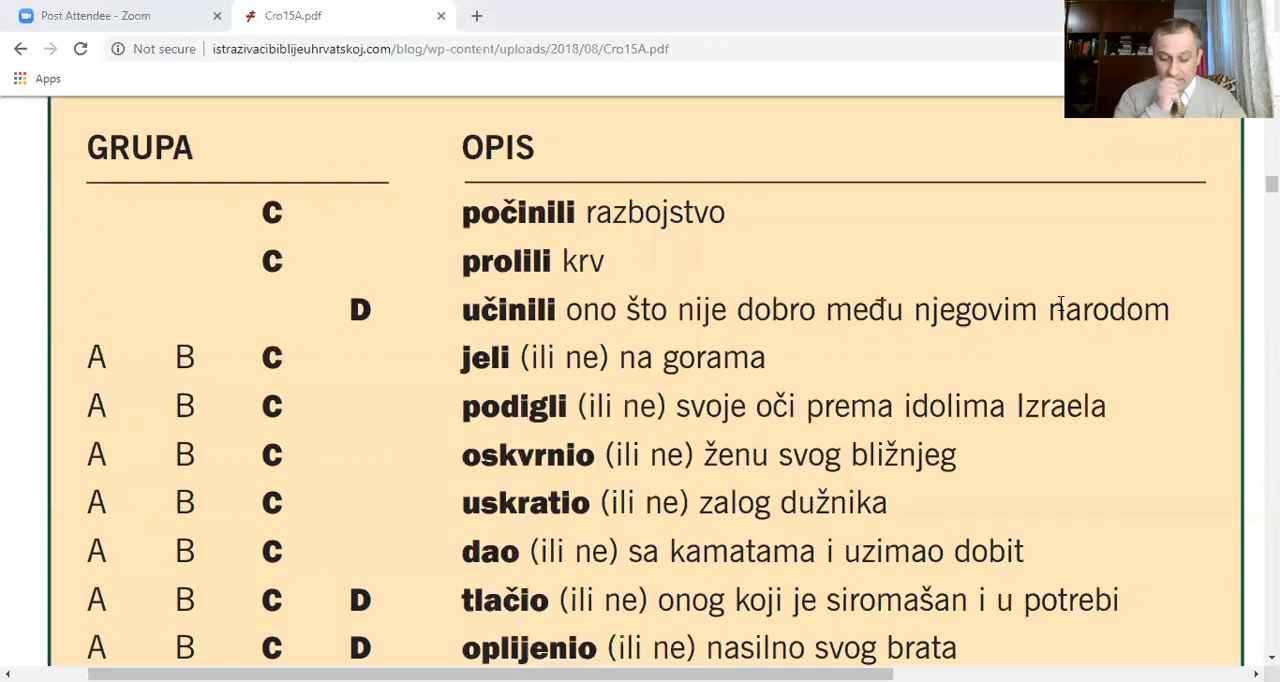 Post Attendee - Zoom
Cro15A.pdf
Not secure | istrazivacibiblijeuhrvatskoj.com/blog/wp-content/uploads/2018/08/Cro15A.pdf
Apps
GRUPA OPIS
C počinili razbojstvo
C prolili krv
D učinili ono što nije dobro među njegovim narodom
A B C jeli (ili ne) na gorama
A B C podigli (ili ne) svoje oči prema idolima Izraela
A B C oskvrnio (ili ne) ženu svog bližnjeg
A B C uskratio (ili ne) zalog dužnika
A B C dao (ili ne) sa kamatama i uzimao dobit
A B C D tlačio (ili ne) onog koji je siromašan i u potrebi
A B C D oplijenio (ili ne) nasilno svog brata